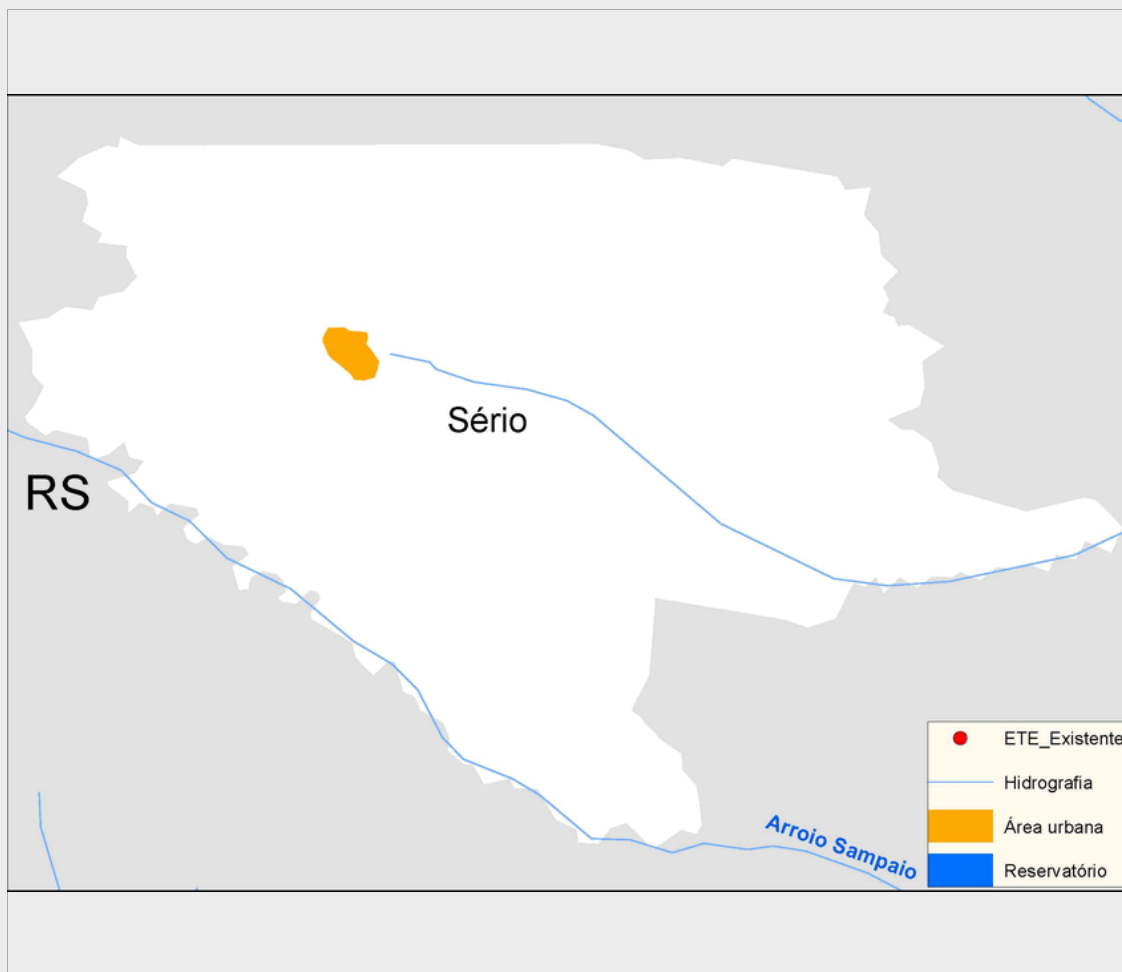 Sério
RS
ETE_Existente
Hidrografia
Área urbana
Reservatório
Arroio Sampaio